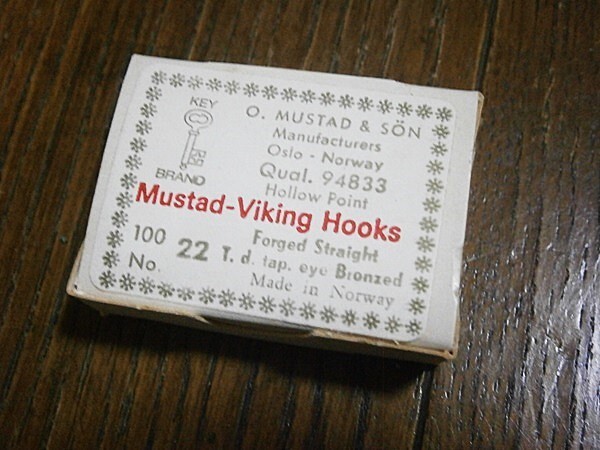 KEY
BRAND
O. MUSTAD & SÖN
Manufacturers
Oslo - Norway
Qual. 94833
Hollow Point
Mustad-Viking Hooks
100
No. 22
Forged Straight
T. d. tap. eye Bronzed
Made in Norway